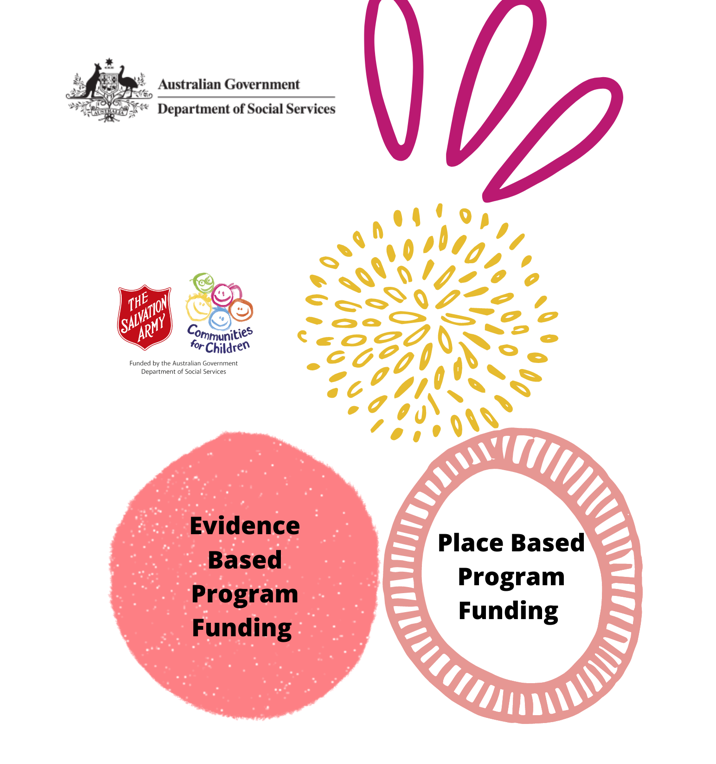 Australian Government
Department of Social Services
THE
SALVATION
ARMY
Communities
for Children
Funded by the Australian Government
Department of Social Services
Evidence
Based
Program
Funding
Place Based
Program
Funding